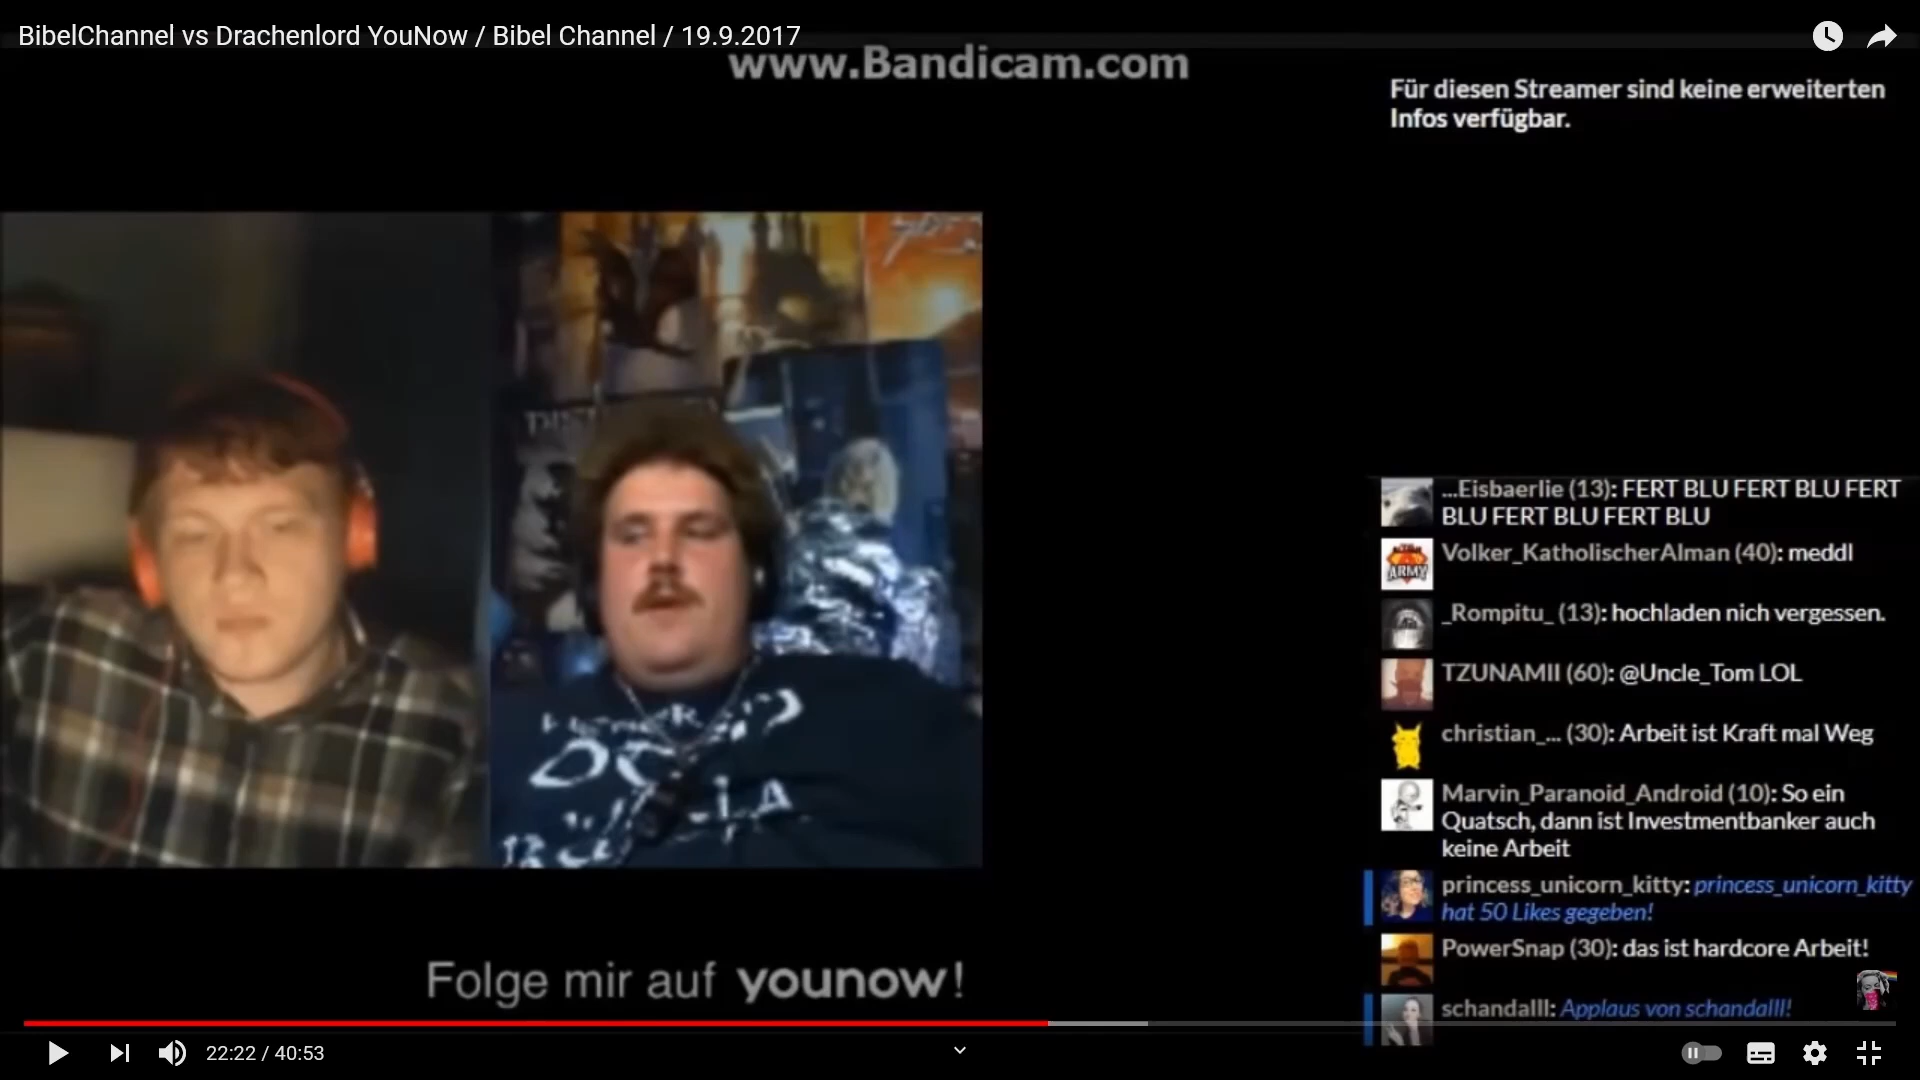 BibelChannel vs Drachenlord YouNow / Bibel Channel / 19.9.2017
www.Bandicam.com
Für diesen Streamer sind keine erweiterten
Infos verfügbar.
...Eisbaerlie (13): FERT BLU FERT BLU FERT
BLU FERT BLU FERT BLU
Volker_KatholischerAlman (40): meddl
ARMY
_Rompitu_ (13): hochladen nich vergessen.
TZUNAMII (60): @Uncle_Tom LOL
christian_... (30): Arbeit ist Kraft mal Weg
Marvin_Paranoid_Android (10): So ein
Quatsch, dann ist Investmentbanker auch
keine Arbeit
princess_unicorn_kitty: princess_unicorn_kitty
hat 50 Likes gegeben!
PowerSnap (30): das ist hardcore Arbeit!
schandalll: Applaus von schandalll!
Folge mir auf younow!
22:22 / 40:53